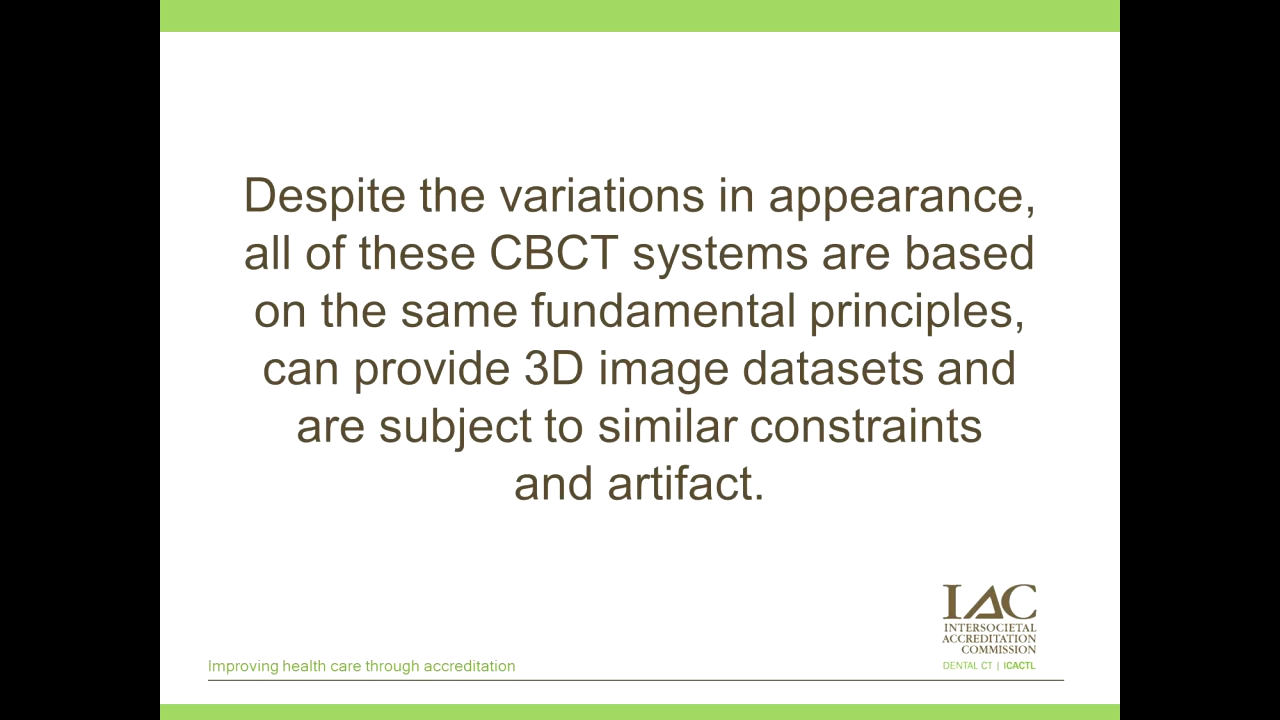 Despite the variations in appearance,
all of these CBCT systems are based
on the same fundamental principles,
can provide 3D image datasets and
are subject to similar constraints
and artifact.
IAC
INTERSOCIETAL
ACCREDITATION
COMMISSION
DENTAL CT | ICACTL
Improving health care through accreditation